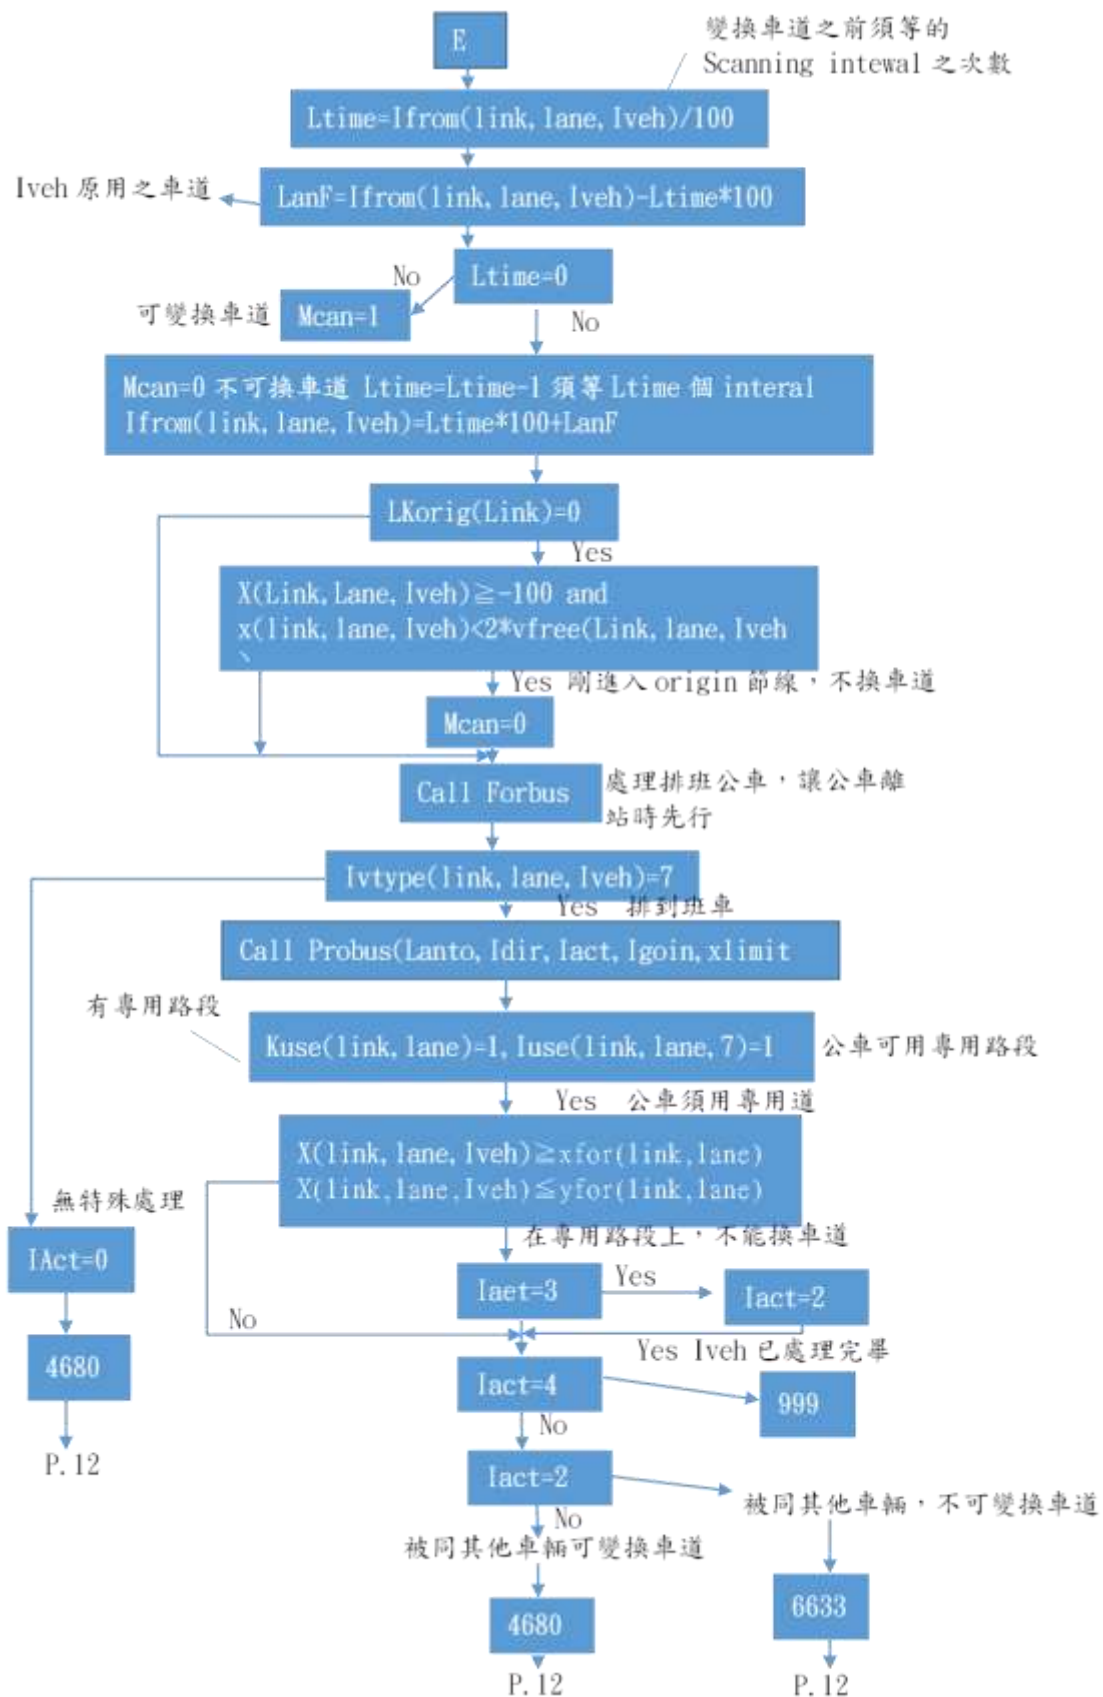 E
變換車道之前須等的
Scanning intewal 之次數
Ltime=Ifrom(link,lane,Iveh)/100
Iveh 原用之車道
LanF=Ifrom(link,lane,Iveh)-Ltime*100
Ltime=0
No
可變換車道
Mcan=1
No
Mcan=0 不可換車道 Ltime=Ltime-1 須等 Ltime 個 interal
Ifrom(link,lane,Iveh)=Ltime*100+LanF
LKorig(Link)=0
Yes
X(Link,Lane,Iveh)≧-100 and
x(link,lane,Iveh)<2*vfree(Link,lane,Iveh
Yes 剛進入 origin 節線,不換車道
Mcan=0
Call Forbus
處理排班公車,讓公車離
站時先行
Ivtype(link,lane,Iveh)=7
Yes 排到班車
Call Probus(Lanto,Idir,Iact,Igoin,xlimit
有專用路段
Kuse(link,lane)=I,Iuse(link,lane,7)=I
公車可用專用路段
Yes 公車須用專用道
X(link,lane,Iveh)≧xfor(link,lane)
X(link,lane,Iveh)≦yfor(link,lane)
無特殊處理
在專用路段上,不能換車道
IAct=0
Iaet=3
Yes
Iact=2
No
Yes Iveh 已處理完畢
4680
Iact=4
999
No
P.12
Iact=2
被同其他車輛,不可變換車道
No
被同其他車輛可變換車道
4680
6633
P.12
P.12